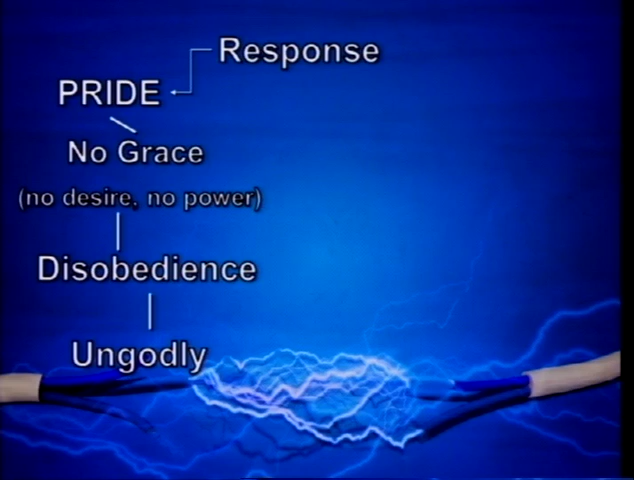 Response
PRIDE
No Grace
(no desire, no power)
Disobedience
Ungodly